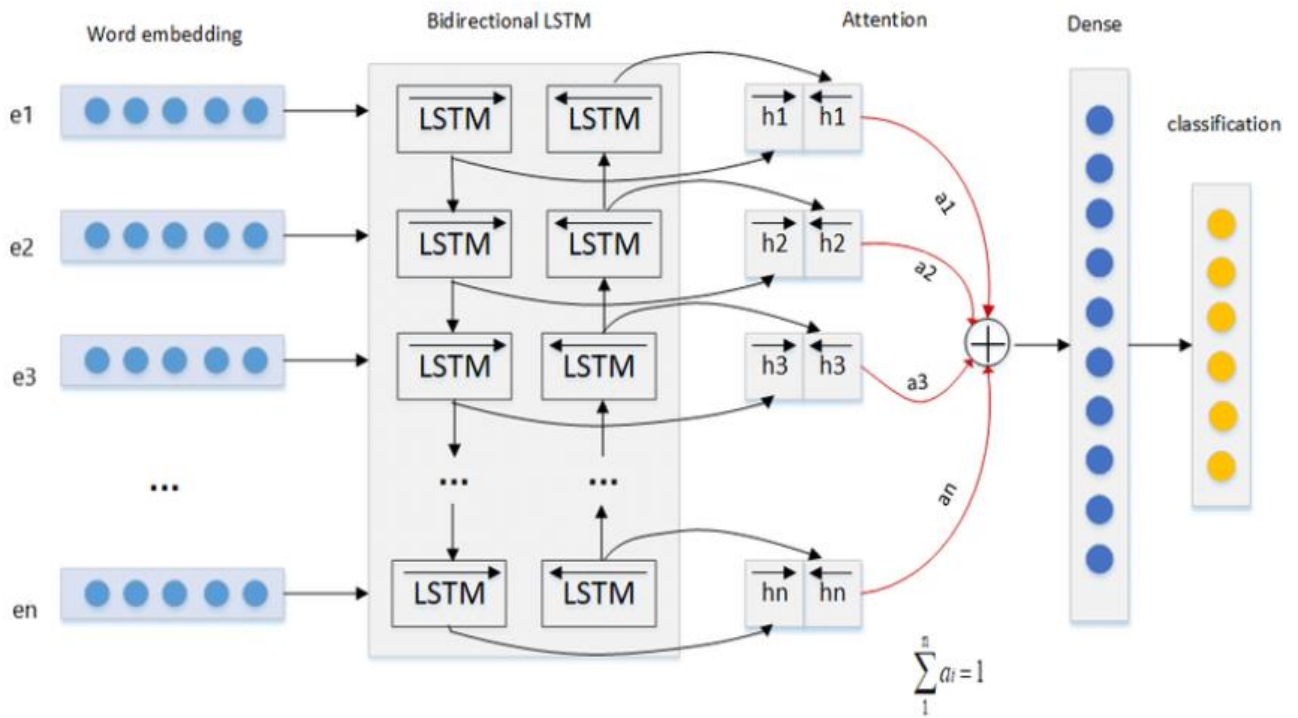 Word embedding
Bidirectional LSTM
Attention
Dense
classification
e1
LSTM LSTM
h1 h1
a1
e2
LSTM LSTM
h2 h2
a2
e3
LSTM LSTM
h3 h3
a3
...
... ...
an
en
LSTM LSTM
hn hn
n
∑ ai = 1
1